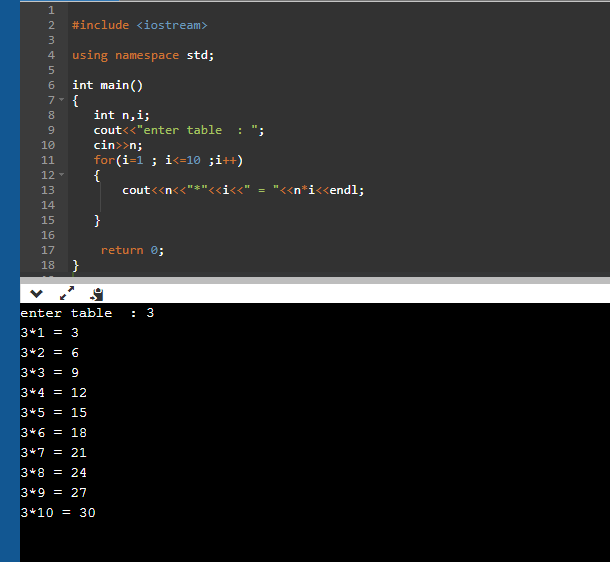 1
2 #include <iostream>
3
4 using namespace std;
5
6 int main()
7 {
8 int n,i;
9 cout<<"enter table  : ";
10 cin>>n;
11 for(i=1 ; i<=10 ;i++)
12 {
13 cout<<n<<"*"<<i<<" = "<<n*i<<endl;
14
15 }
16
17 return 0;
18 }
enter table  : 3
3*1 = 3
3*2 = 6
3*3 = 9
3*4 = 12
3*5 = 15
3*6 = 18
3*7 = 21
3*8 = 24
3*9 = 27
3*10 = 30